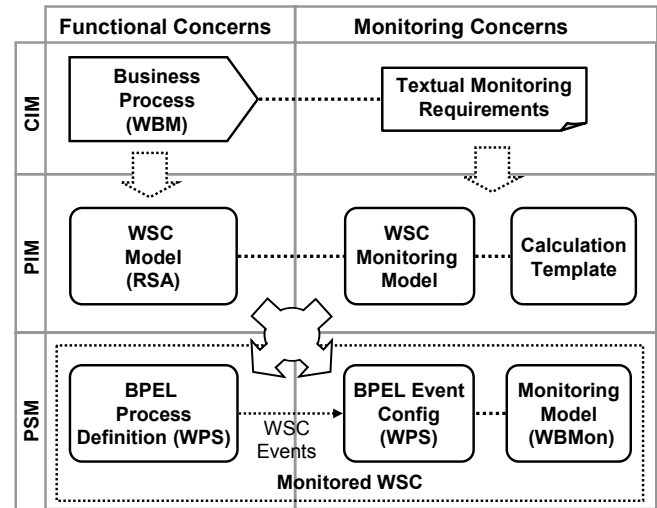 Functional Concerns
Monitoring Concerns
CIM
Business
Process
(WBM)
Textual Monitoring
Requirements
PIM
WSC
Model
(RSA)
WSC
Monitoring
Model
Calculation
Template
PSM
BPEL
Process
Definition (WPS)
WSC
Events
BPEL Event
Config
(WPS)
Monitoring
Model
(WBMon)
Monitored WSC